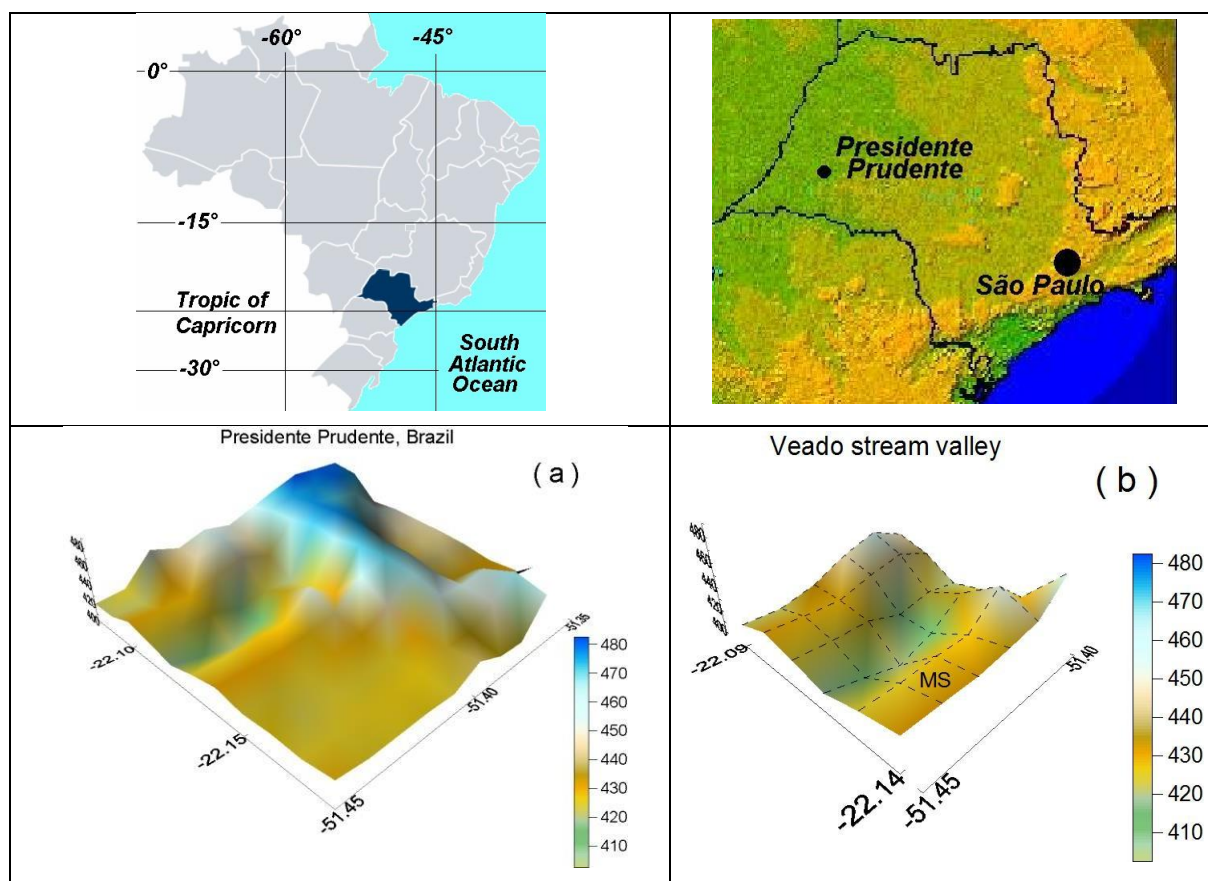 -60°
-45°
0°
-15°
Tropic of
Capricorn
-30°
South
Atlantic
Ocean
Presidente
Prudente
São Paulo
Presidente Prudente, Brazil
( a )
-22.10
-22.15
-51.45
-51.40
-51.35
480
470
460
450
440
430
420
410
Veado stream valley
( b )
MS
-22.09
-22.14
-51.45
-51.40
480
470
460
450
440
430
420
410